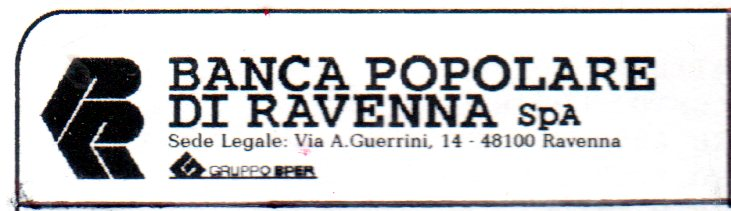 BANCA POPOLARE
DI RAVENNA SpA
Sede Legale: Via A.Guerrini, 14 - 48100 Ravenna
GRUPPO BPER